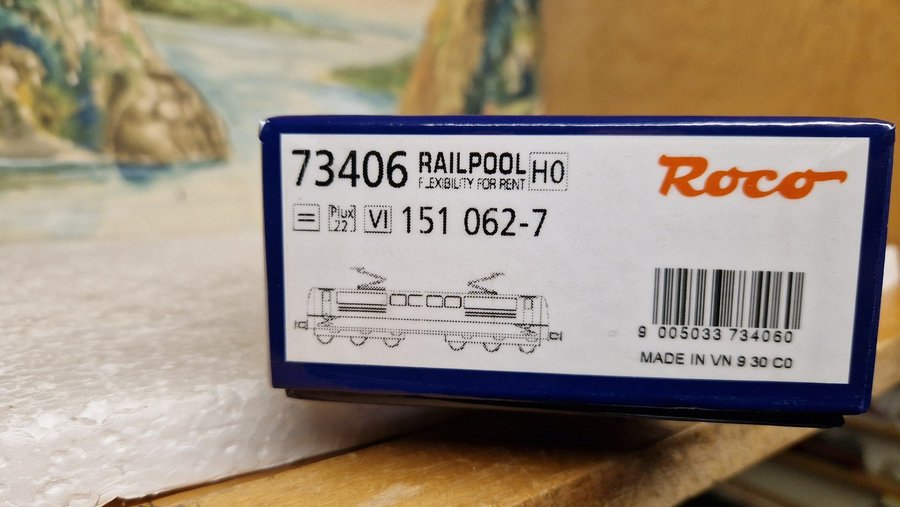 73406 RAILPOOL H0
FLEXIBILITY FOR RENT
Roco
= Plux 22 VI 151 062-7
9 005033 734060
MADE IN VN 9 30 C0